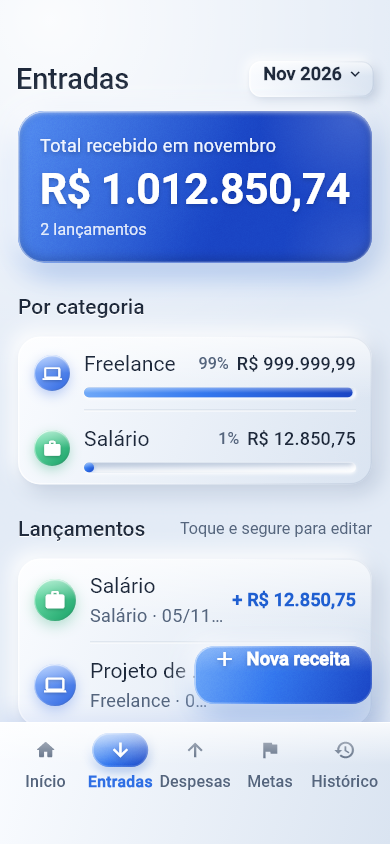 Entradas
Nov 2026
Total recebido em novembro
R$ 1.012.850,74
2 lançamentos
Por categoria
Freelance 99% R$ 999.999,99
Salário 1% R$ 12.850,75
Lançamentos Toque e segure para editar
Salário
+ R$ 12.850,75
Salário · 05/11…
Projeto de
Nova receita
Freelance · 0…
Início Entradas Despesas Metas Histórico